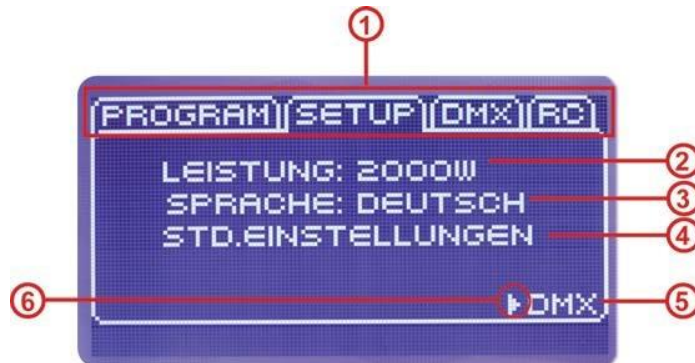 1
PROGRAM SETUP DMX RC
LEISTUNG: 2000W 2
SPRACHE: DEUTSCH 3
STD.EINSTELLUNGEN 4
6 DMX 5